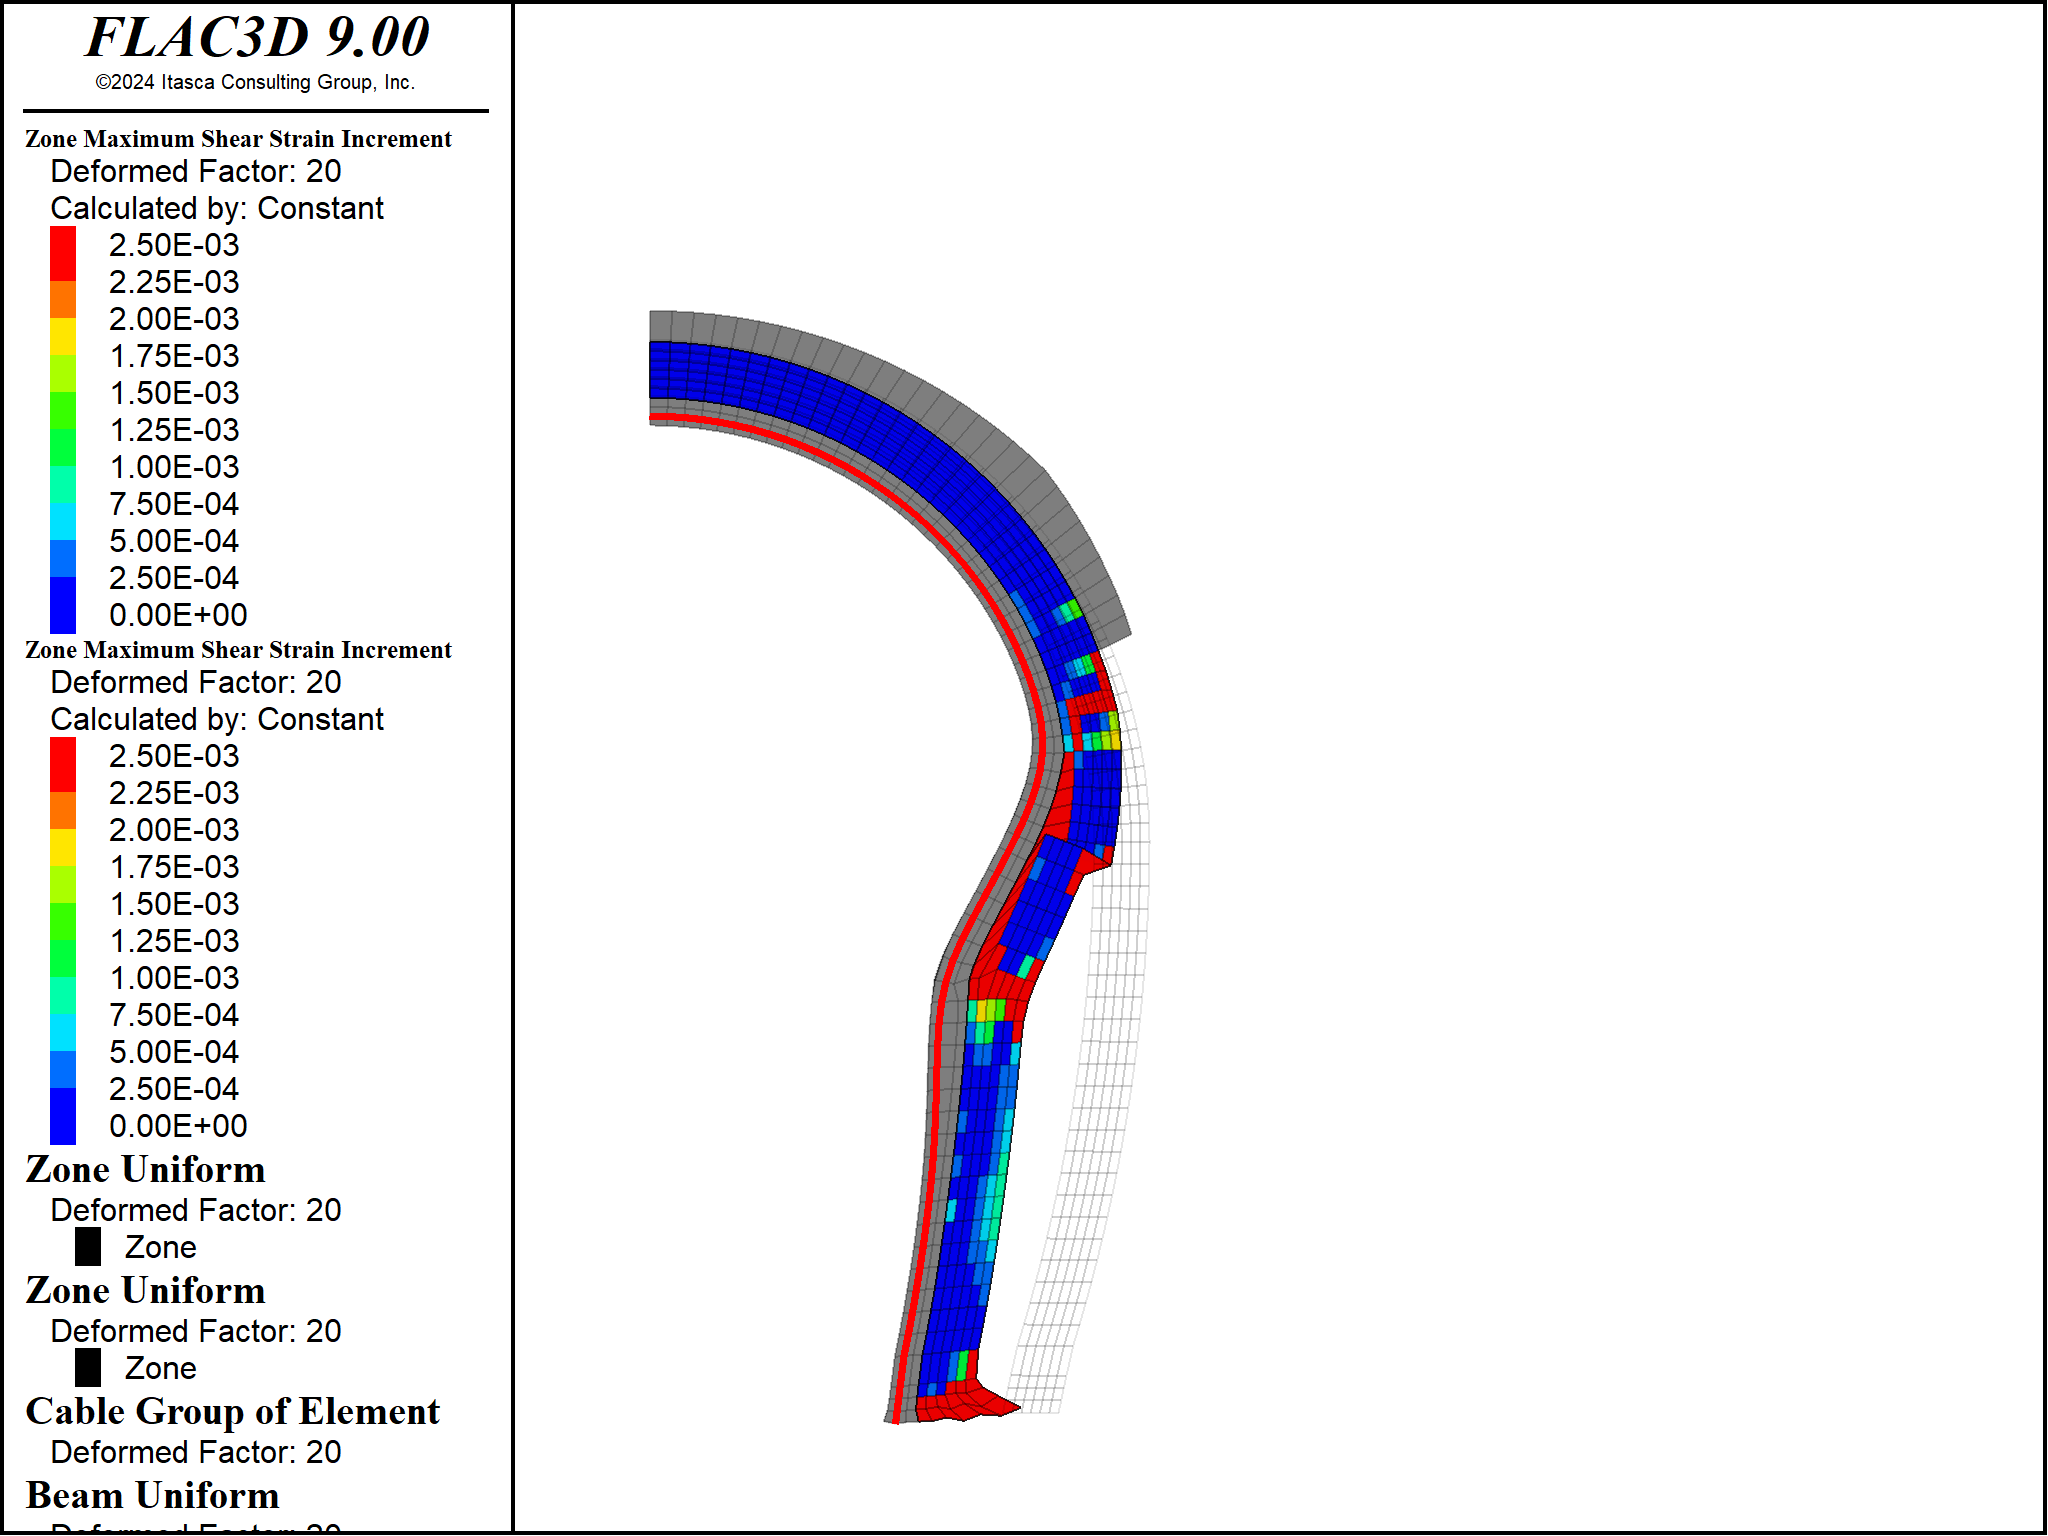 FLAC3D 9.00
©2024 Itasca Consulting Group, Inc.
Zone Maximum Shear Strain Increment
Deformed Factor: 20
Calculated by: Constant
2.50E-03
2.25E-03
2.00E-03
1.75E-03
1.50E-03
1.25E-03
1.00E-03
7.50E-04
5.00E-04
2.50E-04
0.00E+00
Zone Maximum Shear Strain Increment
Deformed Factor: 20
Calculated by: Constant
2.50E-03
2.25E-03
2.00E-03
1.75E-03
1.50E-03
1.25E-03
1.00E-03
7.50E-04
5.00E-04
2.50E-04
0.00E+00
Zone Uniform
Deformed Factor: 20
Zone
Zone Uniform
Deformed Factor: 20
Zone
Cable Group of Element
Deformed Factor: 20
Beam Uniform